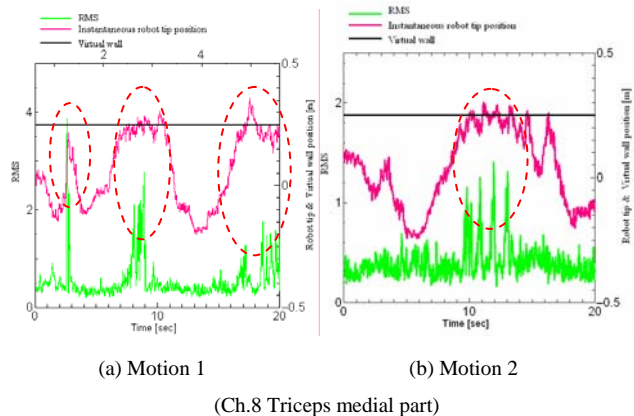 a)
RMS
Instantaneous robot tip position
Virtual wall
1 3 5
4
2
0
RMS
0.5
0
-0.5
Robot tip & Virtual wall position [m]
0 10 20
Time [sec]
b)
RMS
Instantaneous robot tip position
Virtual wall
2
1
0
RMS
0.5
0
-0.5
Robot tip & Virtual wall position [m]
0 10 20
Time [sec]
(a) Motion 1
(b) Motion 2
(Ch.8 Triceps medial part)